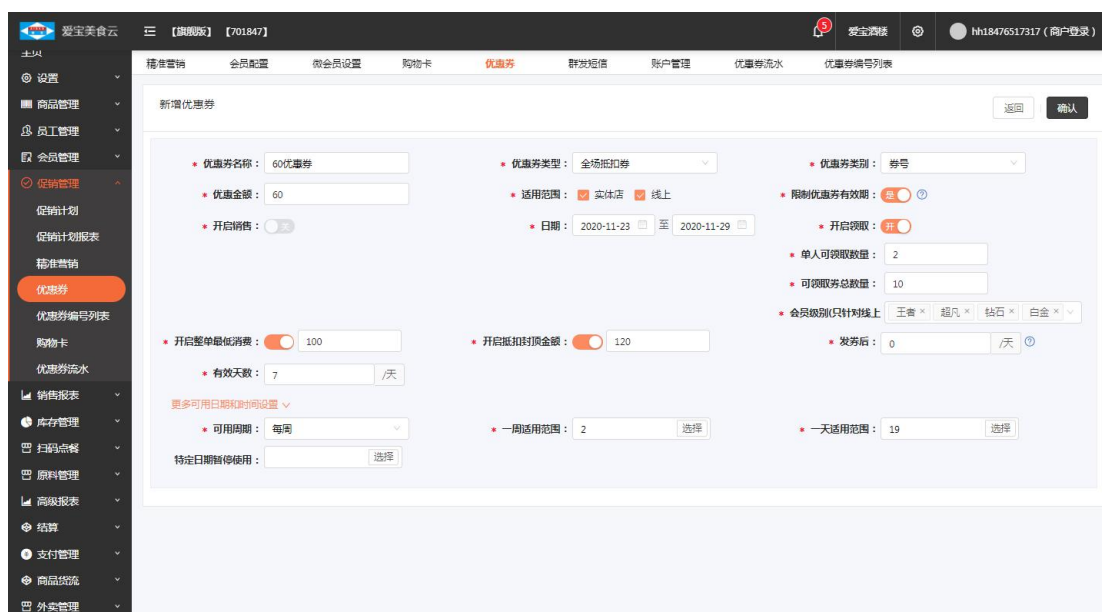 爱宝美食云
【旗舰版】 【701847】
5
爱宝酒楼
hh18476517317（商户登录）
主页
设置
商品管理
员工管理
会员管理
促销管理
促销计划
促销计划报表
精准营销
优惠券
优惠券编号列表
购物卡
优惠券流水
销售报表
库存管理
扫码点餐
原料管理
高级报表
结算
支付管理
商品货流
外卖管理
精准营销 会员配置 微会员设置 购物卡 优惠券 群发短信 账户管理 优惠券流水 优惠券编号列表
新增优惠券 返回 确认
* 优惠券名称： 60优惠券 * 优惠券类型： 全场抵扣券 * 优惠券类别： 券号
* 优惠金额： 60 * 适用范围： 实体店 线上 * 限制优惠券有效期： 是
* 开启销售： 关 * 日期： 2020-11-23 至 2020-11-29 * 开启领取： 开
* 单人可领取数量： 2
* 可领取券总数量： 10
* 会员级别(只针对线上 王者 × 超凡 × 钻石 × 白金 ×
* 开启整单最低消费： 100 * 开启抵扣封顶金额： 120 * 发券后： 0 /天
* 有效天数： 7 /天
更多可用日期和时间设置
* 可用周期： 每周 * 一周适用范围： 2 选择 * 一天适用范围： 19 选择
特定日期暂停使用： 选择